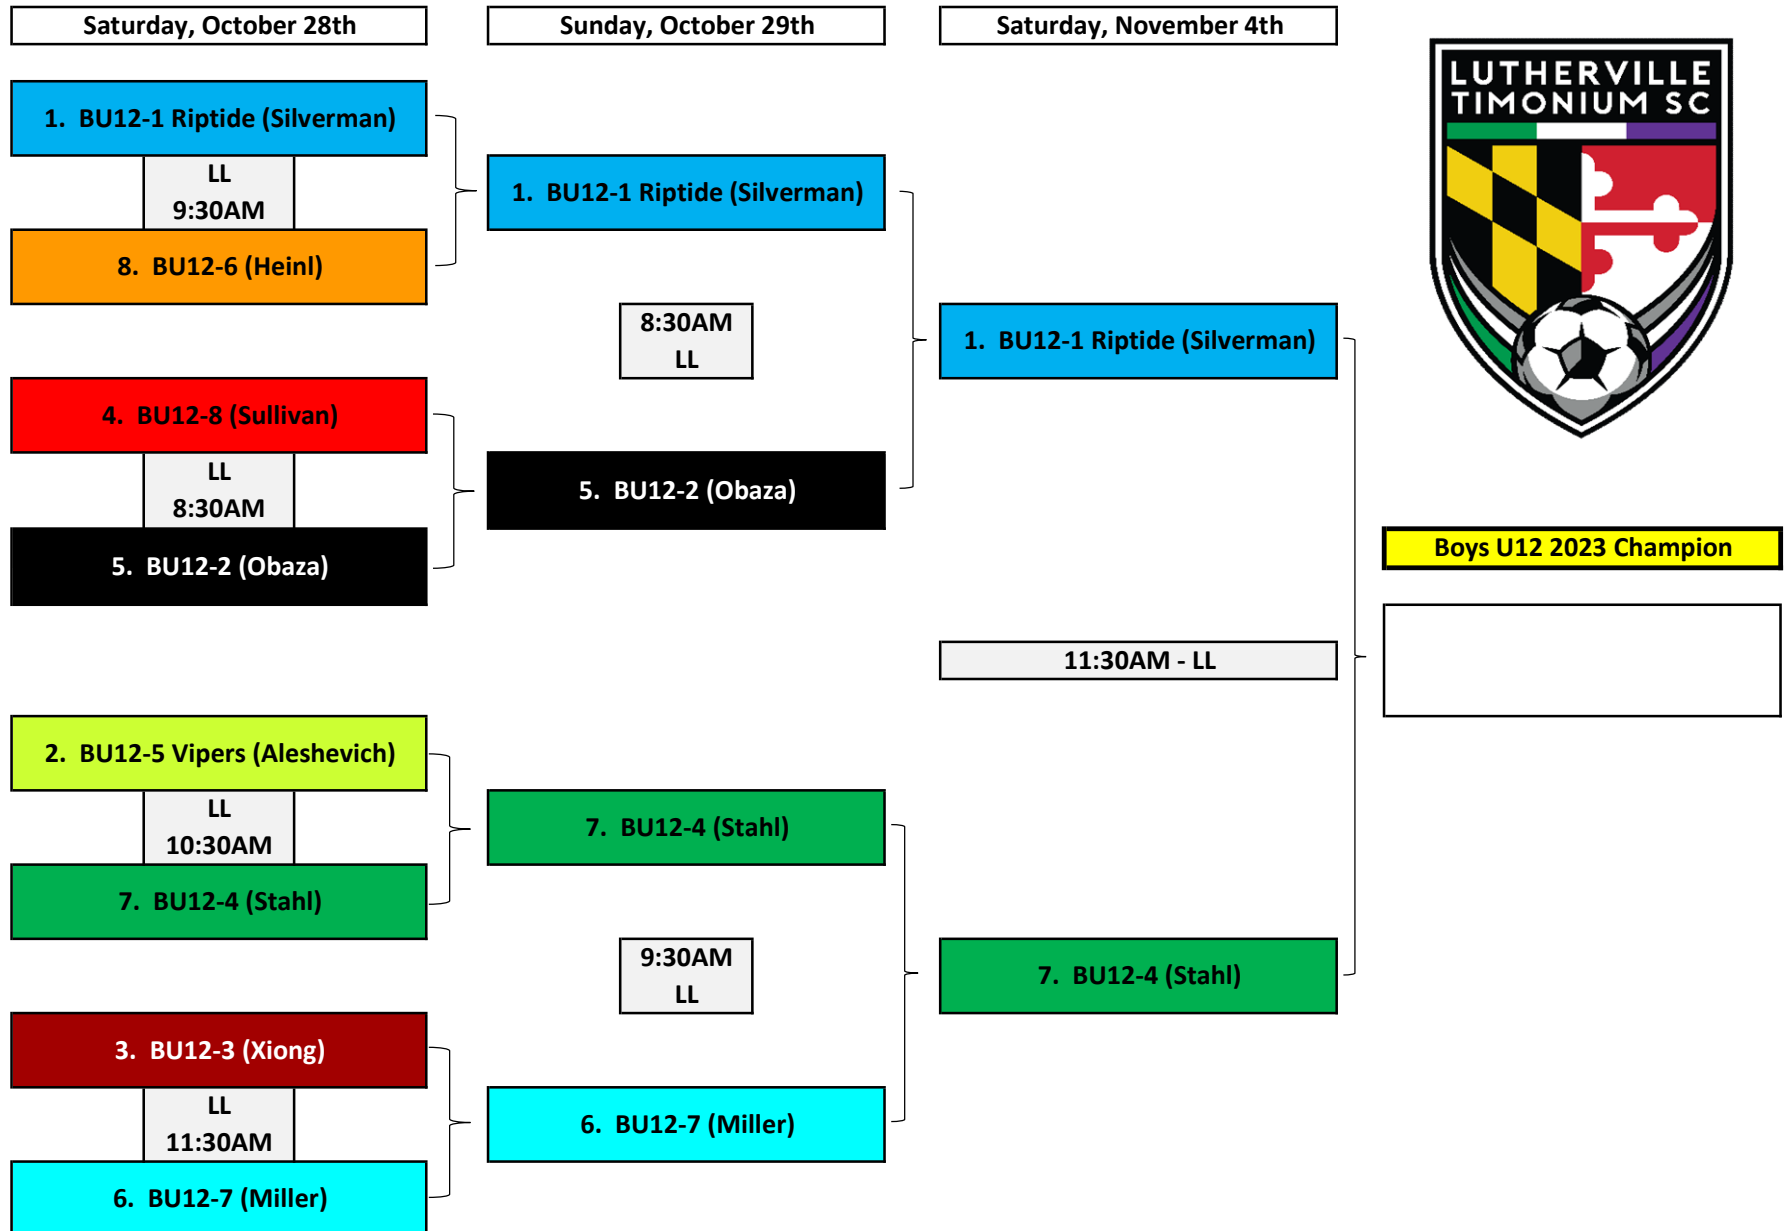 Saturday, October 28th
Sunday, October 29th
Saturday, November 4th
LUTHERVILLE
TIMONIUM SC
1. BU12-1 Riptide (Silverman)
LL
9:30AM
8. BU12-6 (Heinl)
4. BU12-8 (Sullivan)
LL
8:30AM
5. BU12-2 (Obaza)
2. BU12-5 Vipers (Aleshevich)
LL
10:30AM
7. BU12-4 (Stahl)
3. BU12-3 (Xiong)
LL
11:30AM
6. BU12-7 (Miller)
1. BU12-1 Riptide (Silverman)
8:30AM
LL
5. BU12-2 (Obaza)
7. BU12-4 (Stahl)
9:30AM
LL
6. BU12-7 (Miller)
1. BU12-1 Riptide (Silverman)
11:30AM - LL
7. BU12-4 (Stahl)
Boys U12 2023 Champion